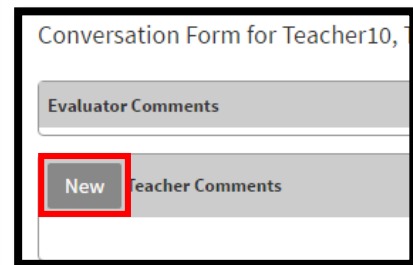 Conversation Form for Teacher10,
Evaluator Comments
New Teacher Comments